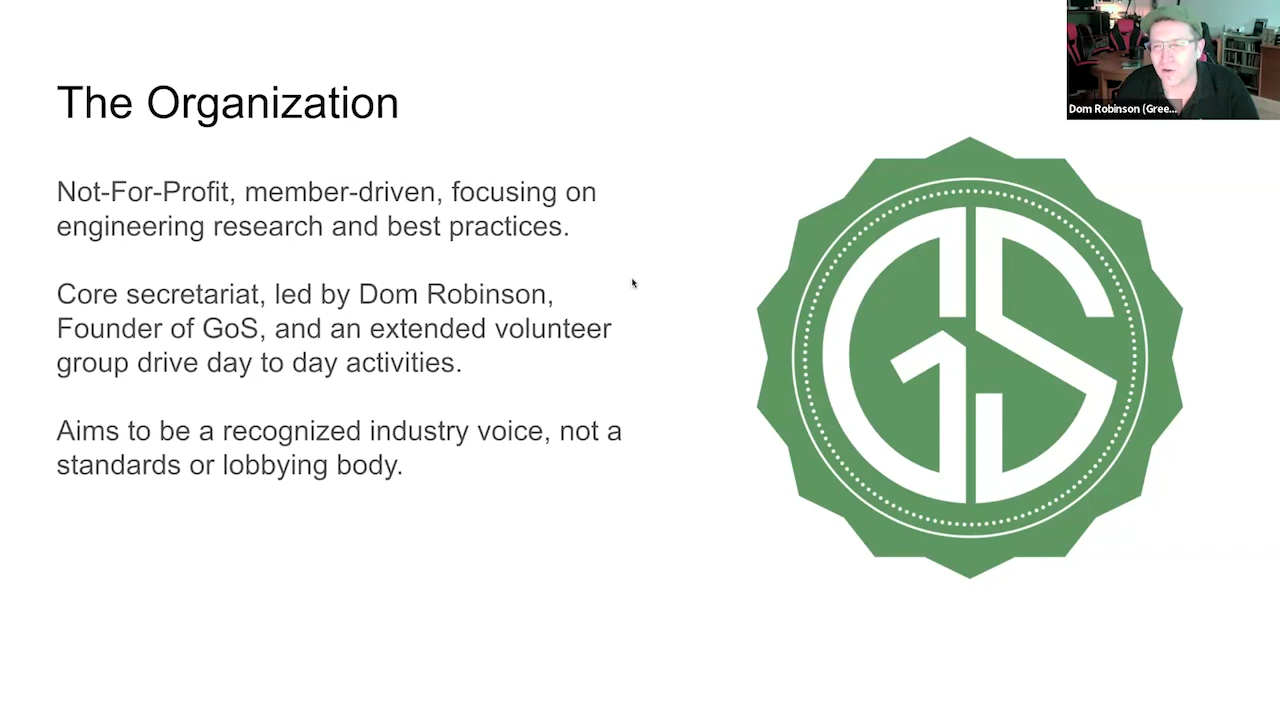 The Organization
Dom Robinson (Gree...
Not-For-Profit, member-driven, focusing on
engineering research and best practices.
Core secretariat, led by Dom Robinson,
Founder of GoS, and an extended volunteer
group drive day to day activities.
Aims to be a recognized industry voice, not a
standards or lobbying body.
GS